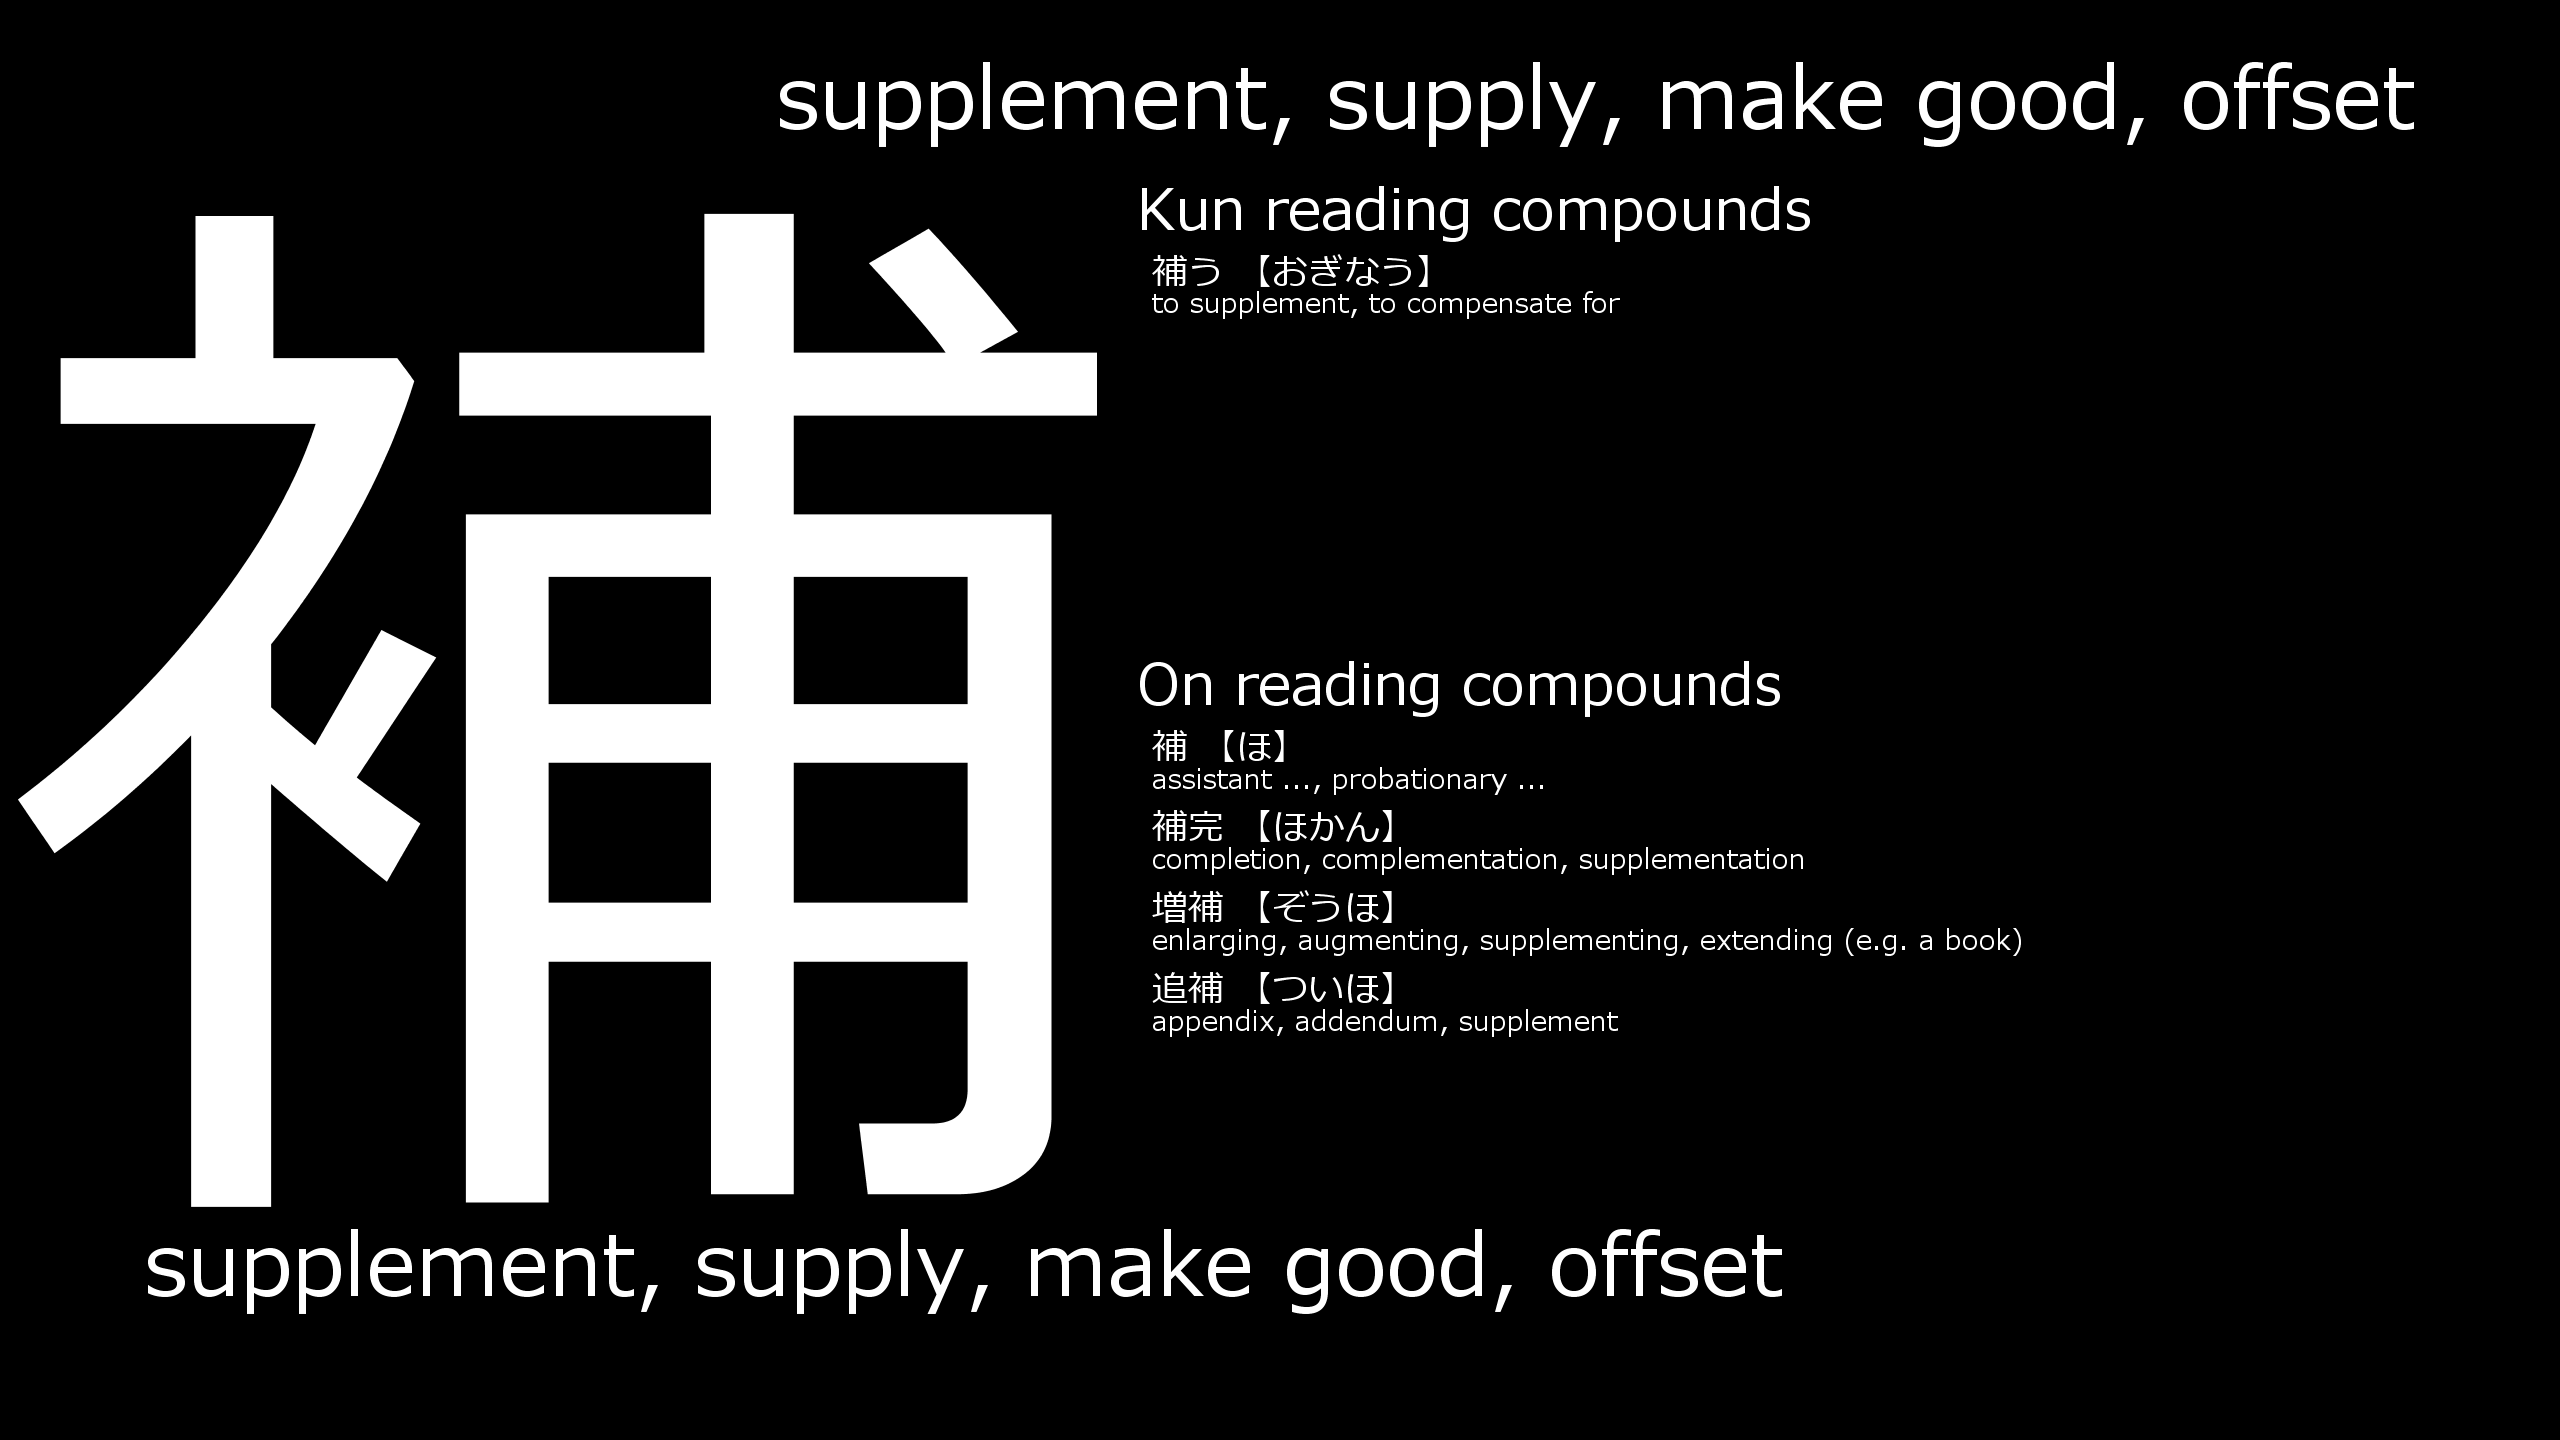 supplement, supply, make good, offset
補
Kun reading compounds
補う 【おぎなう】
to supplement, to compensate for
On reading compounds
補 【ほ】
assistant ..., probationary ...
補完 【ほかん】
completion, complementation, supplementation
増補 【ぞうほ】
enlarging, augmenting, supplementing, extending (e.g. a book)
追補 【ついほ】
appendix, addendum, supplement
supplement, supply, make good, offset